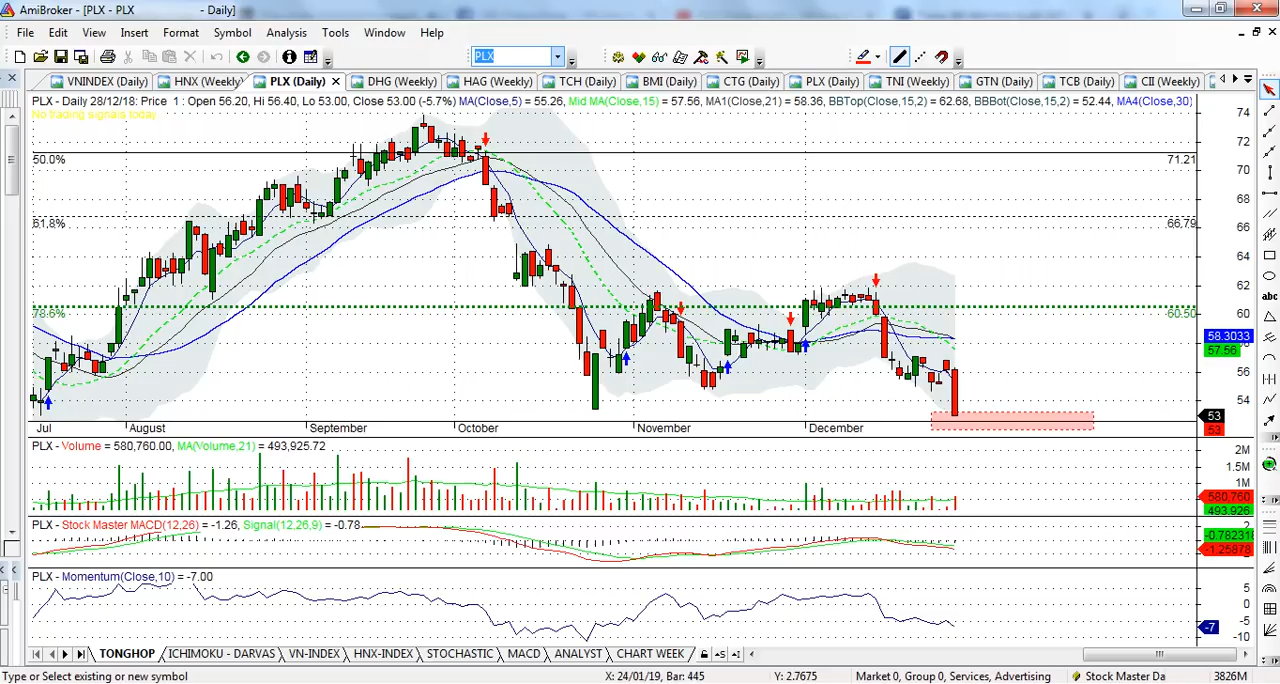 AmiBroker - [PLX - PLX - Daily]
File Edit View Insert Format Symbol Analysis Tools Window Help
PLX
VNINDEX (Daily) HNX (Weekly) PLX (Daily) DHG (Weekly) HAG (Weekly) TCH (Daily) BMI (Daily) CTG (Daily) PLX (Daily) TNI (Weekly) GTN (Daily) TCB (Daily) CII (Weekly)
PLX - Daily 28/12/18: Price 1 : Open 56.20, Hi 56.40, Lo 53.00, Close 53.00 (-5.7%) MA(Close,5) = 55.26, Mid MA(Close,15) = 57.56, MA1(Close,21) = 58.36, BBTop(Close,15,2) = 62.68, BBBot(Close,15,2) = 52.44, MA4(Close,30)
No trading signals today
74
72
50.0% 71.21
70
68
61.8% 66.79
66
64
62
78.6% 60.50
60
58.3033
57.56
56
54
53
53
Jul August September October November December
PLX - Volume = 580,760.00, MA(Volume,21) = 493,925.72
2M
1.5M
1M
580,760
493,926
PLX - Stock Master MACD(12,26) = -1.26, Signal(12,26,9) = -0.78
2
-0.78231
-1.25878
PLX - Momentum(Close,10) = -7.00
5
0
-5
-7
-10
abc
TONGHOP ICHIMOKU - DARVAS VN-INDEX HNX-INDEX STOCHASTIC MACD ANALYST CHART WEEK
Type or Select existing or new symbol X: 24/01/19, Bar: 445 Y: 2.7675 Market 0, Group 0, Services, Advertising Stock Master Da 3826M